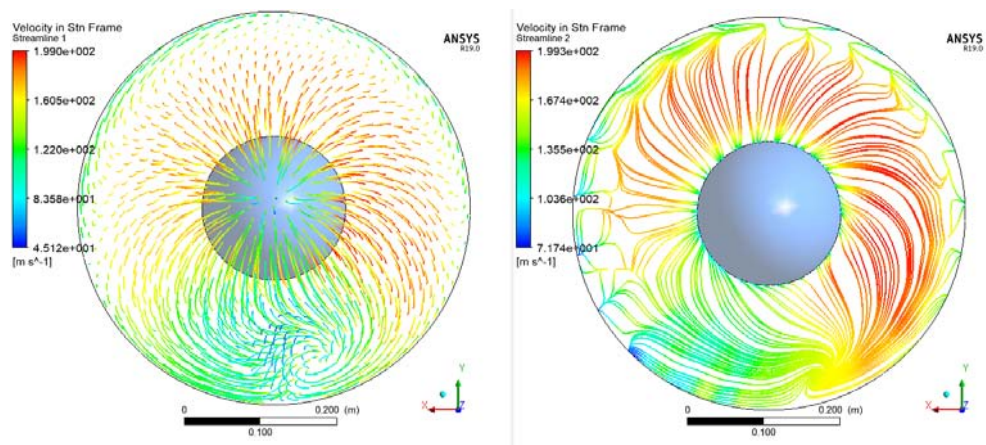 Velocity in Stn Frame
Streamline 1
1.990e+002
1.605e+002
1.220e+002
8.358e+001
4.512e+001
[m s^-1]
ANSYS
R19.0
Y
X
Z
0
0.200 (m)
0.100
Velocity in Stn Frame
Streamline 2
1.993e+002
1.674e+002
1.355e+002
1.036e+002
7.174e+001
[m s^-1]
ANSYS
R19.0
Y
X
Z
0
0.200 (m)
0.100